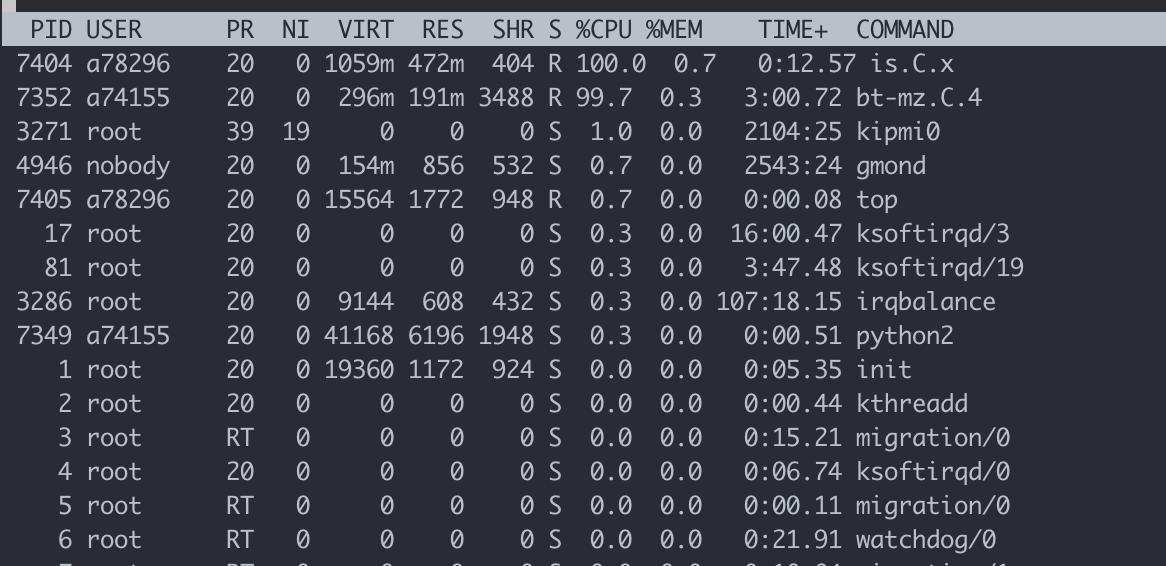 PID USER PR NI VIRT RES SHR S %CPU %MEM TIME+ COMMAND
7404 a78296 20 0 1059m 472m 404 R 100.0 0.7 0:12.57 is.C.x
7352 a74155 20 0 296m 191m 3488 R 99.7 0.3 3:00.72 bt-mz.C.4
3271 root 39 19 0 0 0 S 1.0 0.0 2104:25 kipmi0
4946 nobody 20 0 154m 856 532 S 0.7 0.0 2543:24 gmond
7405 a78296 20 0 15564 1772 948 R 0.7 0.0 0:00.08 top
17 root 20 0 0 0 0 S 0.3 0.0 16:00.47 ksoftirqd/3
81 root 20 0 0 0 0 S 0.3 0.0 3:47.48 ksoftirqd/19
3286 root 20 0 9144 608 432 S 0.3 0.0 107:18.15 irqbalance
7349 a74155 20 0 41168 6196 1948 S 0.3 0.0 0:00.51 python2
1 root 20 0 19360 1172 924 S 0.0 0.0 0:05.35 init
2 root 20 0 0 0 0 S 0.0 0.0 0:00.44 kthreadd
3 root RT 0 0 0 0 S 0.0 0.0 0:15.21 migration/0
4 root 20 0 0 0 0 S 0.0 0.0 0:06.74 ksoftirqd/0
5 root RT 0 0 0 0 S 0.0 0.0 0:00.11 migration/0
6 root RT 0 0 0 0 S 0.0 0.0 0:21.91 watchdog/0